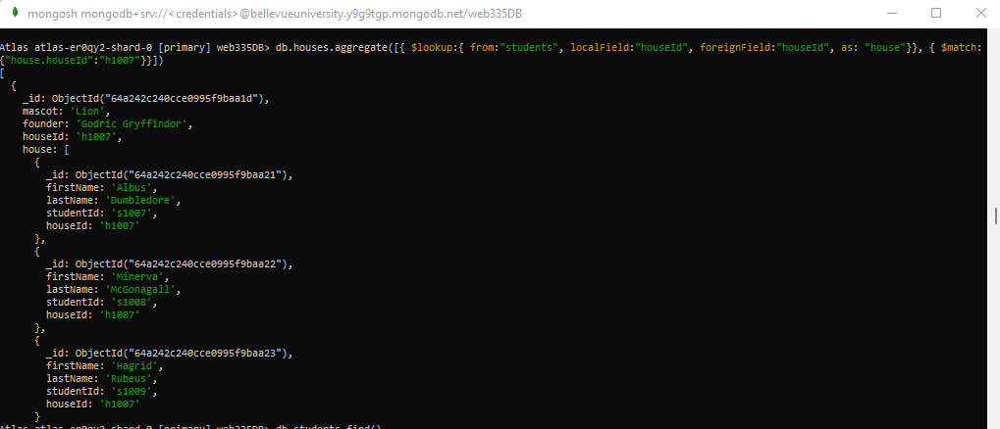 mongosh mongodb+srv://<credentials>@bellevueuniversity.y9g9tgp.mongodb.net/web335DB
Atlas atlas-er0qy2-shard-0 [primary] web335DB> db.houses.aggregate([{ $lookup:{ from:"students", localField:"houseId", foreignField:"houseId", as: "house"}}, { $match:
{"house.houseId":"h1007"}}])
[
  {
    _id: ObjectId("64a242c240cce0995f9baa1d"),
    mascot: 'Lion',
    founder: 'Godric Gryffindor',
    houseId: 'h1007',
    house: [
      {
        _id: ObjectId("64a242c240cce0995f9baa21"),
        firstName: 'Albus',
        lastName: 'Dumbledore',
        studentId: 's1007',
        houseId: 'h1007'
      },
      {
        _id: ObjectId("64a242c240cce0995f9baa22"),
        firstName: 'Minerva',
        lastName: 'McGonagall',
        studentId: 's1008',
        houseId: 'h1007'
      },
      {
        _id: ObjectId("64a242c240cce0995f9baa23"),
        firstName: 'Hagrid',
        lastName: 'Rubeus',
        studentId: 's1009',
        houseId: 'h1007'
      }
Atlas atlas-er0qy2-shard-0 [primary] web335DB> db.students.find()